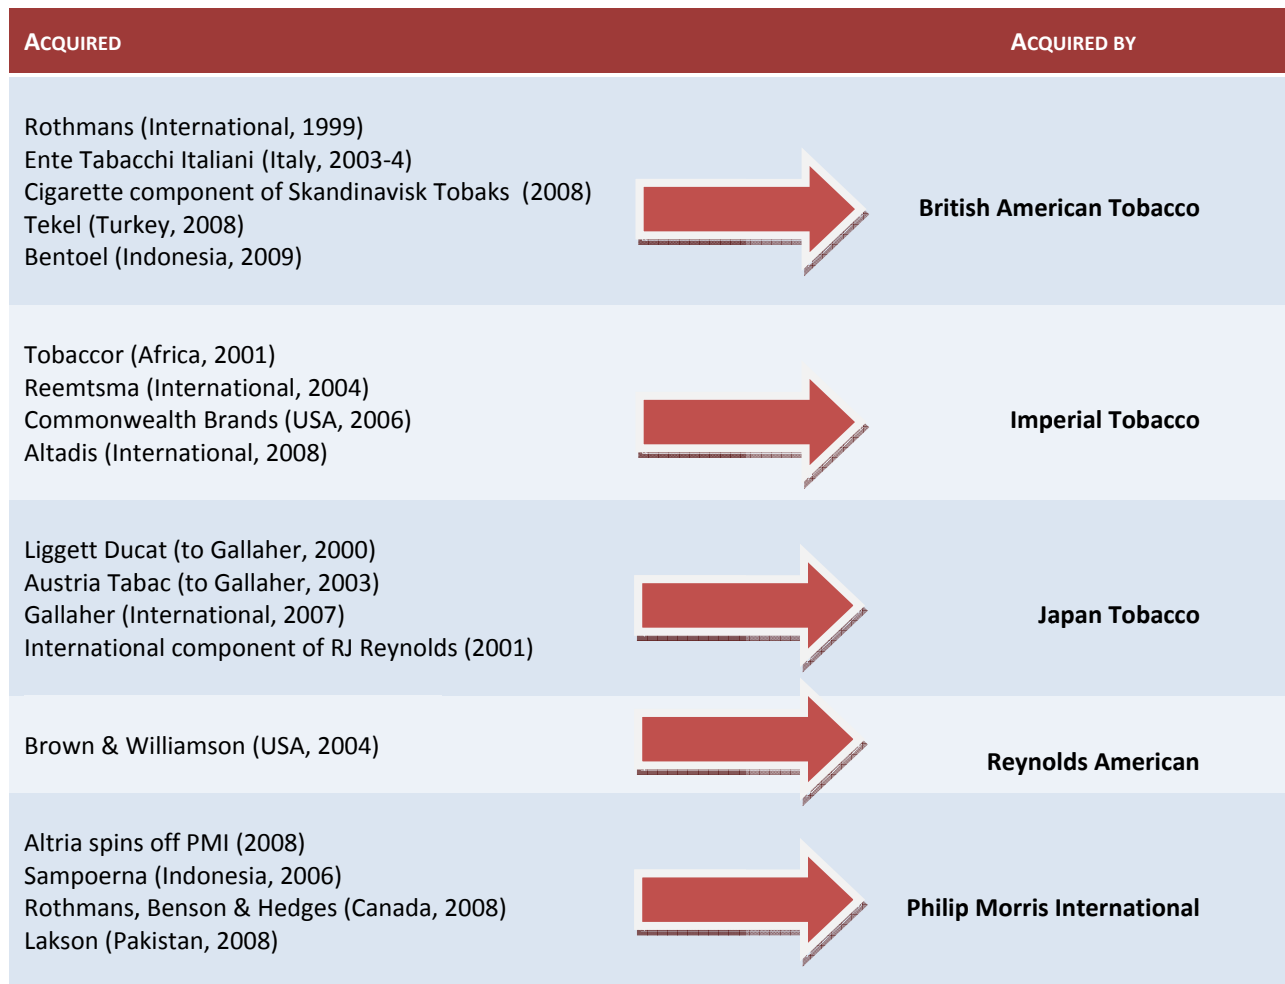 ACQUIRED
ACQUIRED BY
Rothmans (International, 1999)
Ente Tabacchi Italiani (Italy, 2003-4)
Cigarette component of Skandinavisk Tobaks (2008)
Tekel (Turkey, 2008)
Bentoel (Indonesia, 2009)
British American Tobacco
Tobaccor (Africa, 2001)
Reemtsma (International, 2004)
Commonwealth Brands (USA, 2006)
Altadis (International, 2008)
Imperial Tobacco
Liggett Ducat (to Gallaher, 2000)
Austria Tabac (to Gallaher, 2003)
Gallaher (International, 2007)
International component of RJ Reynolds (2001)
Japan Tobacco
Brown & Williamson (USA, 2004)
Reynolds American
Altria spins off PMI (2008)
Sampoerna (Indonesia, 2006)
Rothmans, Benson & Hedges (Canada, 2008)
Lakson (Pakistan, 2008)
Philip Morris International